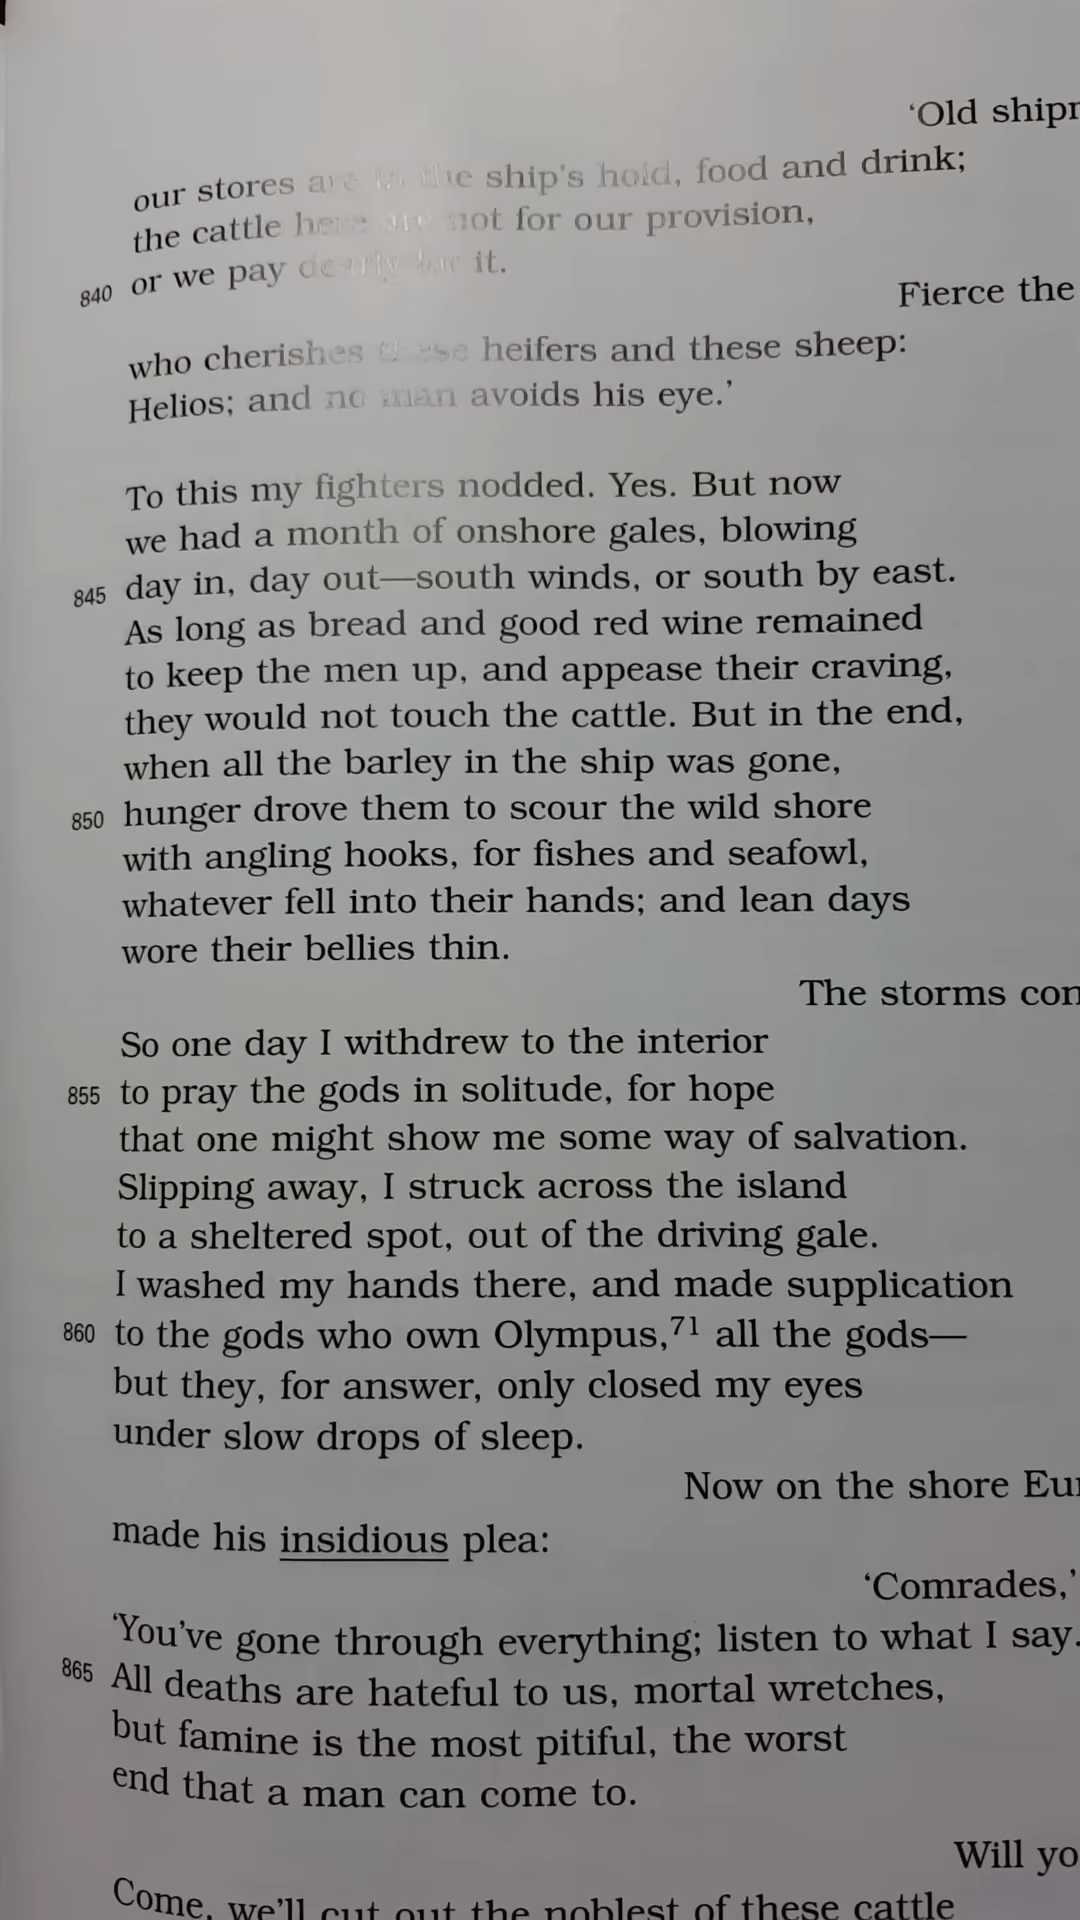 ‘Old shipm
our stores are in the ship's hold, food and drink;
the cattle here are not for our provision,
840 or we pay dearly for it.
Fierce the
who cherishes these heifers and these sheep:
Helios; and no man avoids his eye.’
To this my fighters nodded. Yes. But now
we had a month of onshore gales, blowing
845 day in, day out—south winds, or south by east.
As long as bread and good red wine remained
to keep the men up, and appease their craving,
they would not touch the cattle. But in the end,
when all the barley in the ship was gone,
850 hunger drove them to scour the wild shore
with angling hooks, for fishes and seafowl,
whatever fell into their hands; and lean days
wore their bellies thin.
The storms con
So one day I withdrew to the interior
855 to pray the gods in solitude, for hope
that one might show me some way of salvation.
Slipping away, I struck across the island
to a sheltered spot, out of the driving gale.
I washed my hands there, and made supplication
860 to the gods who own Olympus,⁷¹ all the gods—
but they, for answer, only closed my eyes
under slow drops of sleep.
Now on the shore Eur
made his insidious plea:
‘Comrades,’
‘You’ve gone through everything; listen to what I say.
865 All deaths are hateful to us, mortal wretches,
but famine is the most pitiful, the worst
end that a man can come to.
Will yo
Come, we’ll cut out the noblest of these cattle